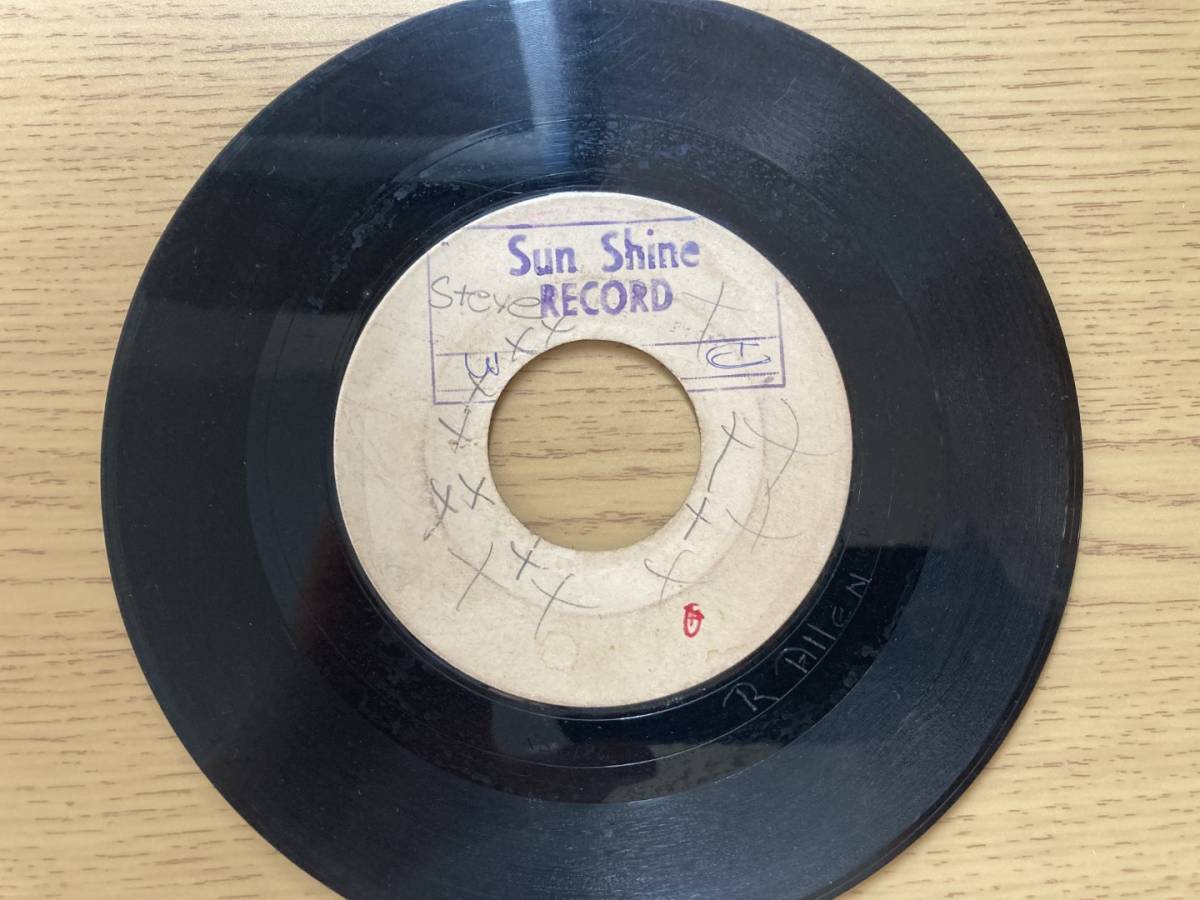 Sun Shine
Steve RECORD
R Allen